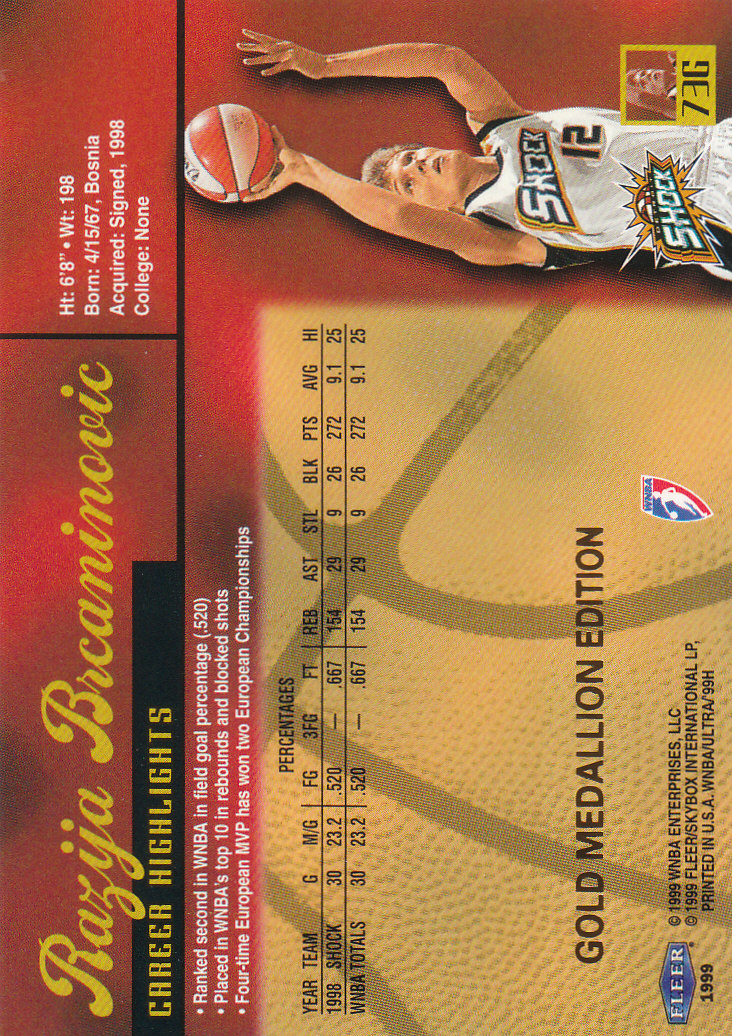 Razija Brcaninovic
Ht: 6'8" • Wt: 198
Born: 4/15/67, Bosnia
Acquired: Signed, 1998
College: None
CAREER HIGHLIGHTS
• Ranked second in WNBA in field goal percentage (.520)
• Placed in WNBA's top 10 in rebounds and blocked shots
• Four-time European MVP has won two European Championships
PERCENTAGES
YEAR TEAM G M/G FG 3FG FT REB AST STL BLK PTS AVG HI
1998 SHOCK 30 23.2 .520 — .667 154 29 9 26 272 9.1 25
WNBA TOTALS 30 23.2 .520 — .667 154 29 9 26 272 9.1 25
GOLD MEDALLION EDITION
SHOCK
12
SHOCK
73G
WNBA
FLEER®
1999
© 1999 WNBA ENTERPRISES, LLC
© 1999 FLEER/SKYBOX INTERNATIONAL LP,
PRINTED IN U.S.A. WNBA/ULTRA/'99H